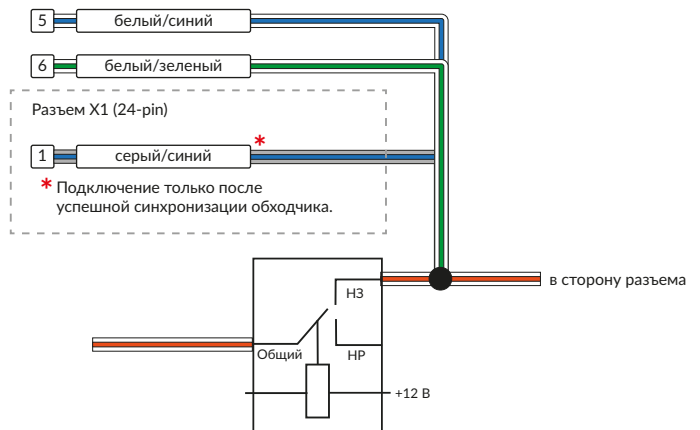 5 белый/синий
6 белый/зеленый
Разъем X1 (24-pin)
1 серый/синий *
* Подключение только после
успешной синхронизации обходчика.
в сторону разъема
НЗ
Общий
НР
+12 В